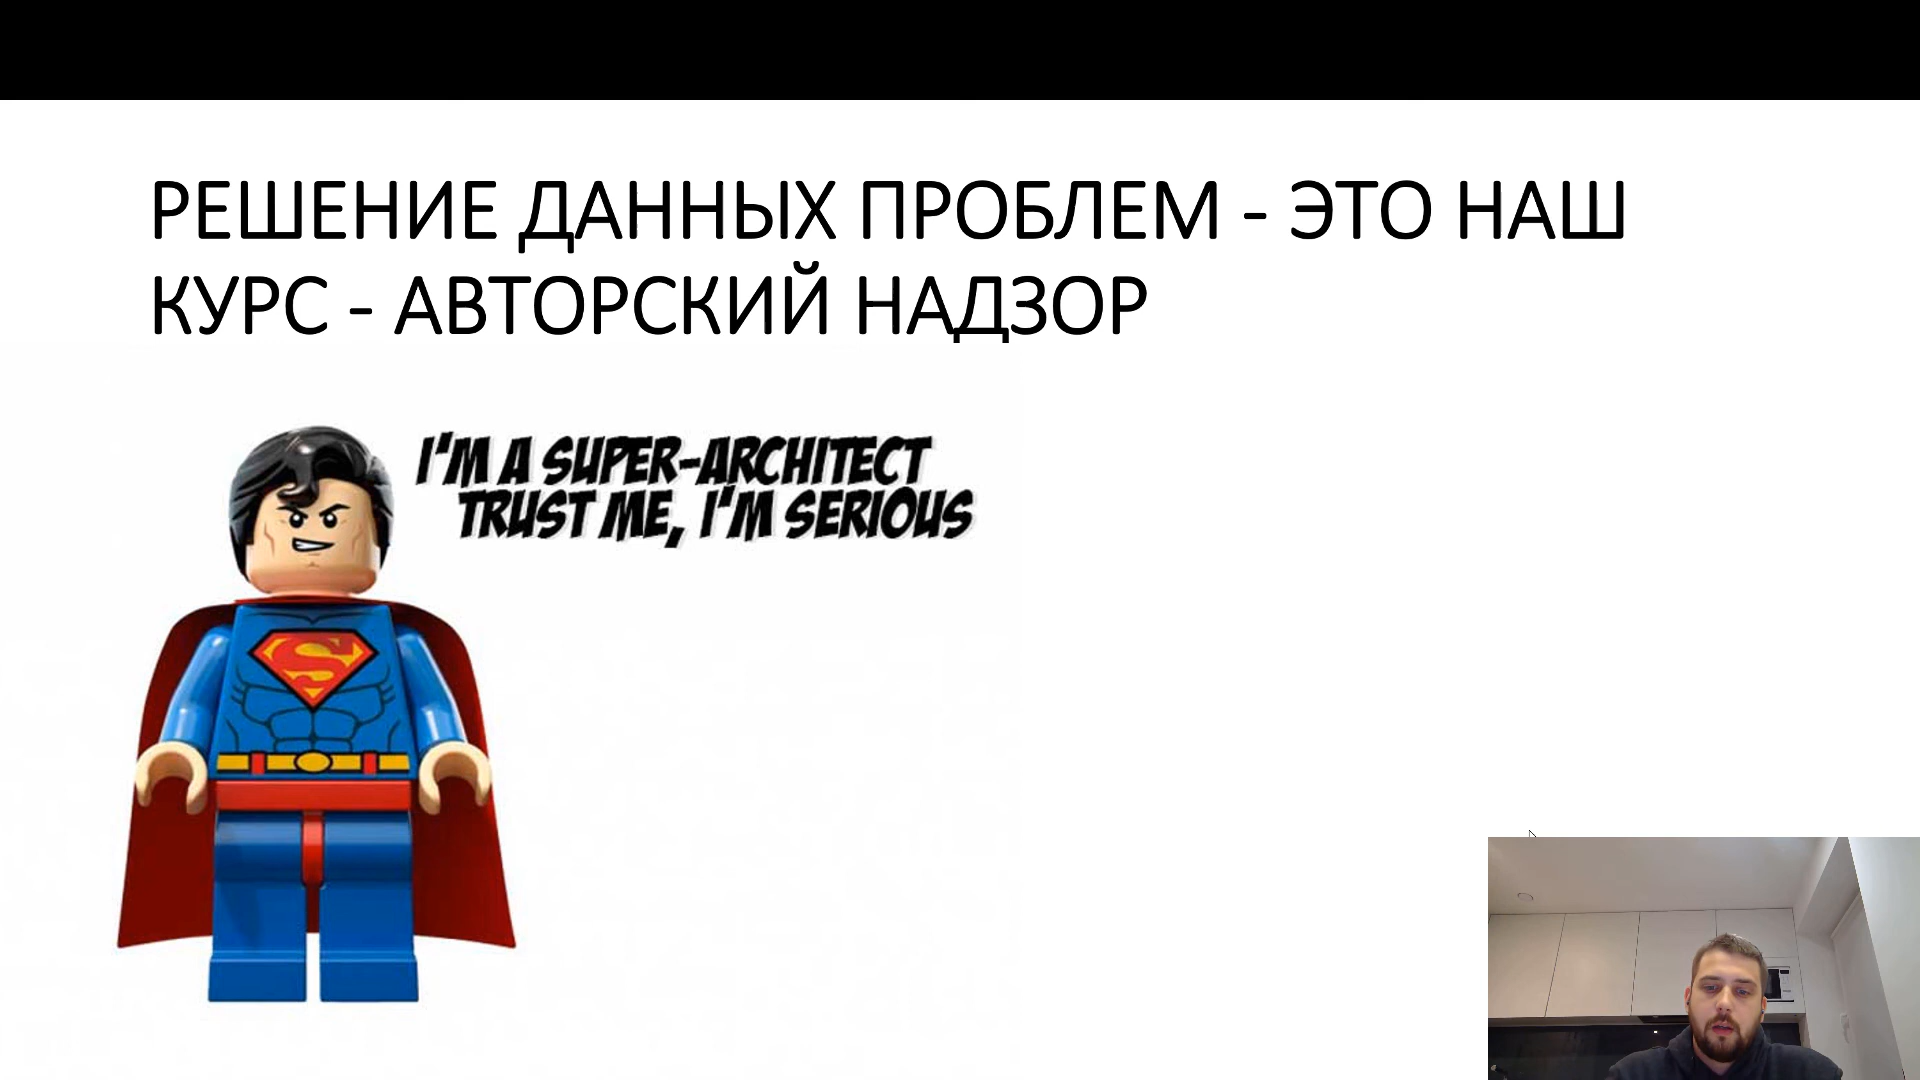 РЕШЕНИЕ ДАННЫХ ПРОБЛЕМ - ЭТО НАШ
КУРС - АВТОРСКИЙ НАДЗОР
I'M A SUPER-ARCHITECT
TRUST ME, I'M SERIOUS
S